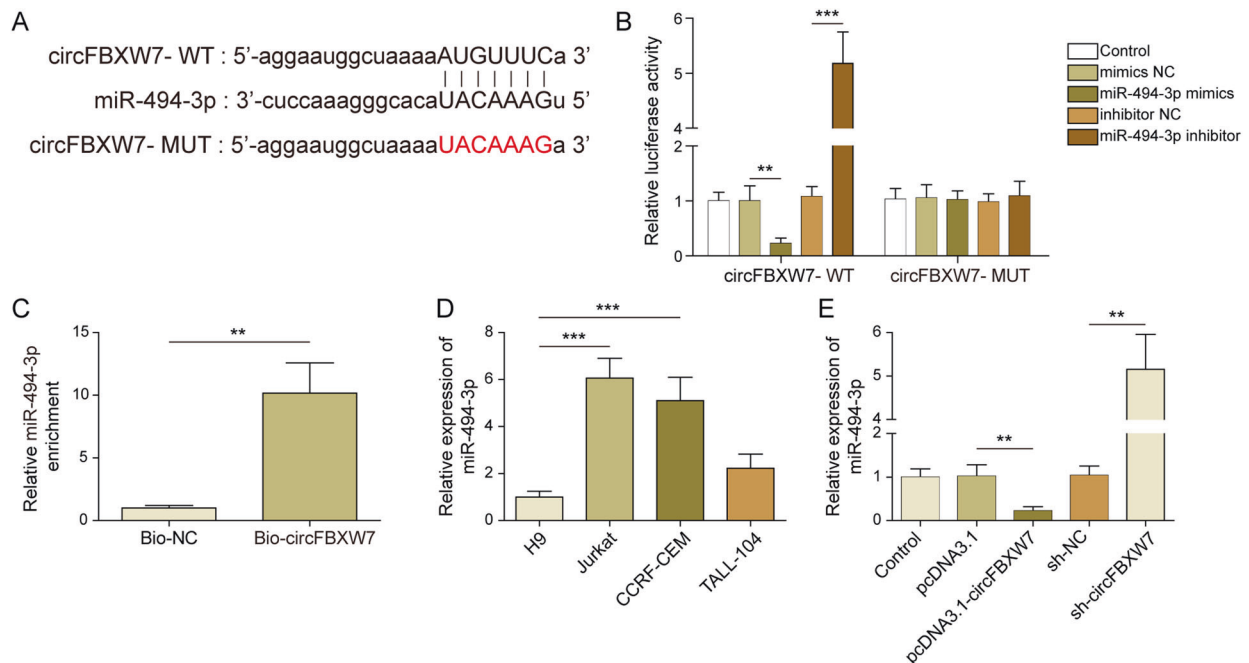 A
circFBXW7- WT : 5’-aggaauggcuaaaaAUGUUUCa 3’
miR-494-3p : 3’-cuccaaagggcacaUACAAAGu 5’
circFBXW7- MUT : 5’-aggaauggcuaaaaUACAAAGa 3’
B
Relative luciferase activity
6
5
2
1
0
**
***
circFBXW7- WT
circFBXW7- MUT
Control
mimics NC
miR-494-3p mimics
inhibitor NC
miR-494-3p inhibitor
C
Relative miR-494-3p
enrichment
15
10
5
0
**
Bio-NC
Bio-circFBXW7
D
Relative expression of
miR-494-3p
8
6
4
2
0
***
***
H9
Jurkat
CCRF-CEM
TALL-104
E
Relative expression of
miR-494-3p
6
5
4
2
1
0
**
**
Control
pcDNA3.1
pcDNA3.1-circFBXW7
sh-NC
sh-circFBXW7